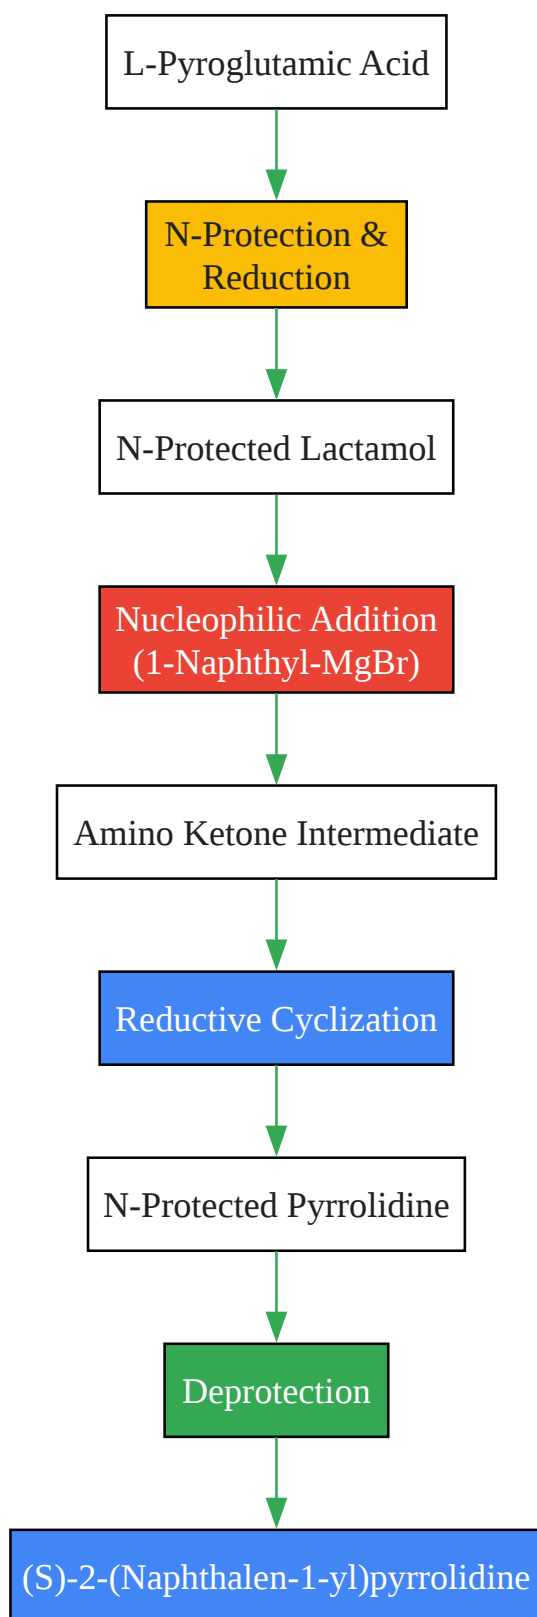 L-Pyroglutamic Acid
N-Protection &
Reduction
N-Protected Lactamol
Nucleophilic Addition
(1-Naphthyl-MgBr)
Amino Ketone Intermediate
Reductive Cyclization
N-Protected Pyrrolidine
Deprotection
(S)-2-(Naphthalen-1-yl)pyrrolidine